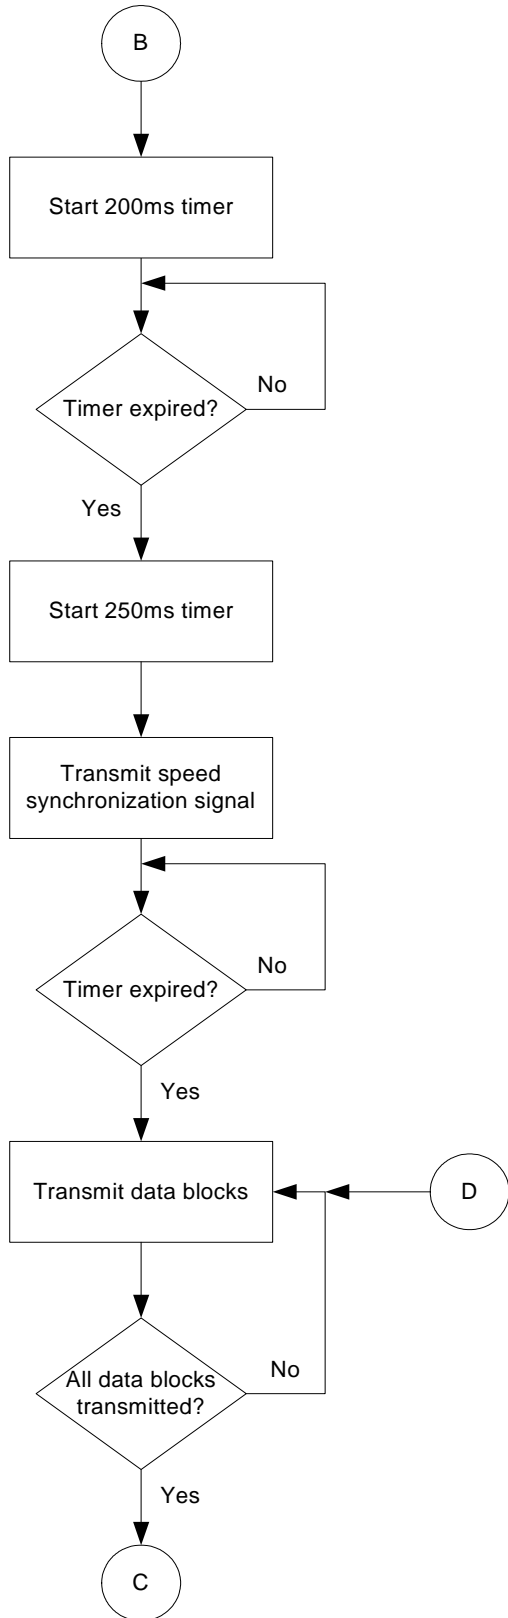 B
Start 200ms timer
No
Timer expired?
Yes
Start 250ms timer
Transmit speed
synchronization signal
No
Timer expired?
Yes
Transmit data blocks
D
No
All data blocks
transmitted?
Yes
C